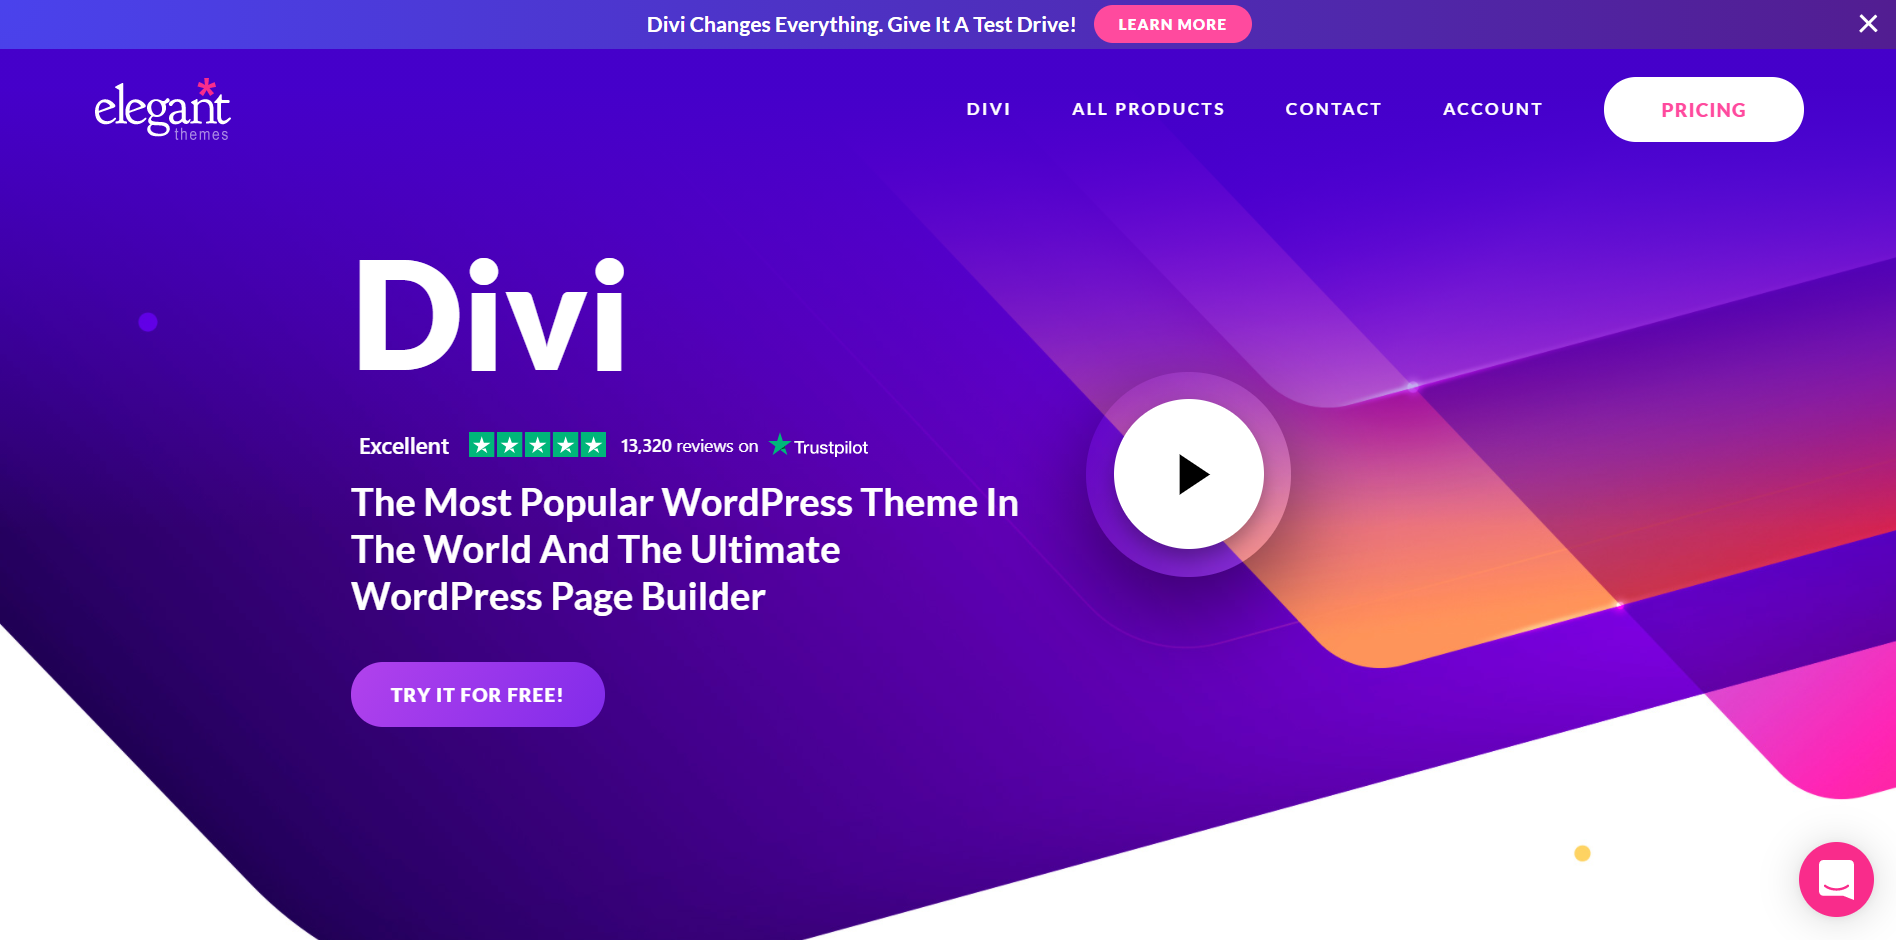 Divi Changes Everything. Give It A Test Drive! LEARN MORE
elegant themes
DIVI ALL PRODUCTS CONTACT ACCOUNT PRICING
Divi
Excellent 13,320 reviews on Trustpilot
The Most Popular WordPress Theme In
The World And The Ultimate
WordPress Page Builder
TRY IT FOR FREE!